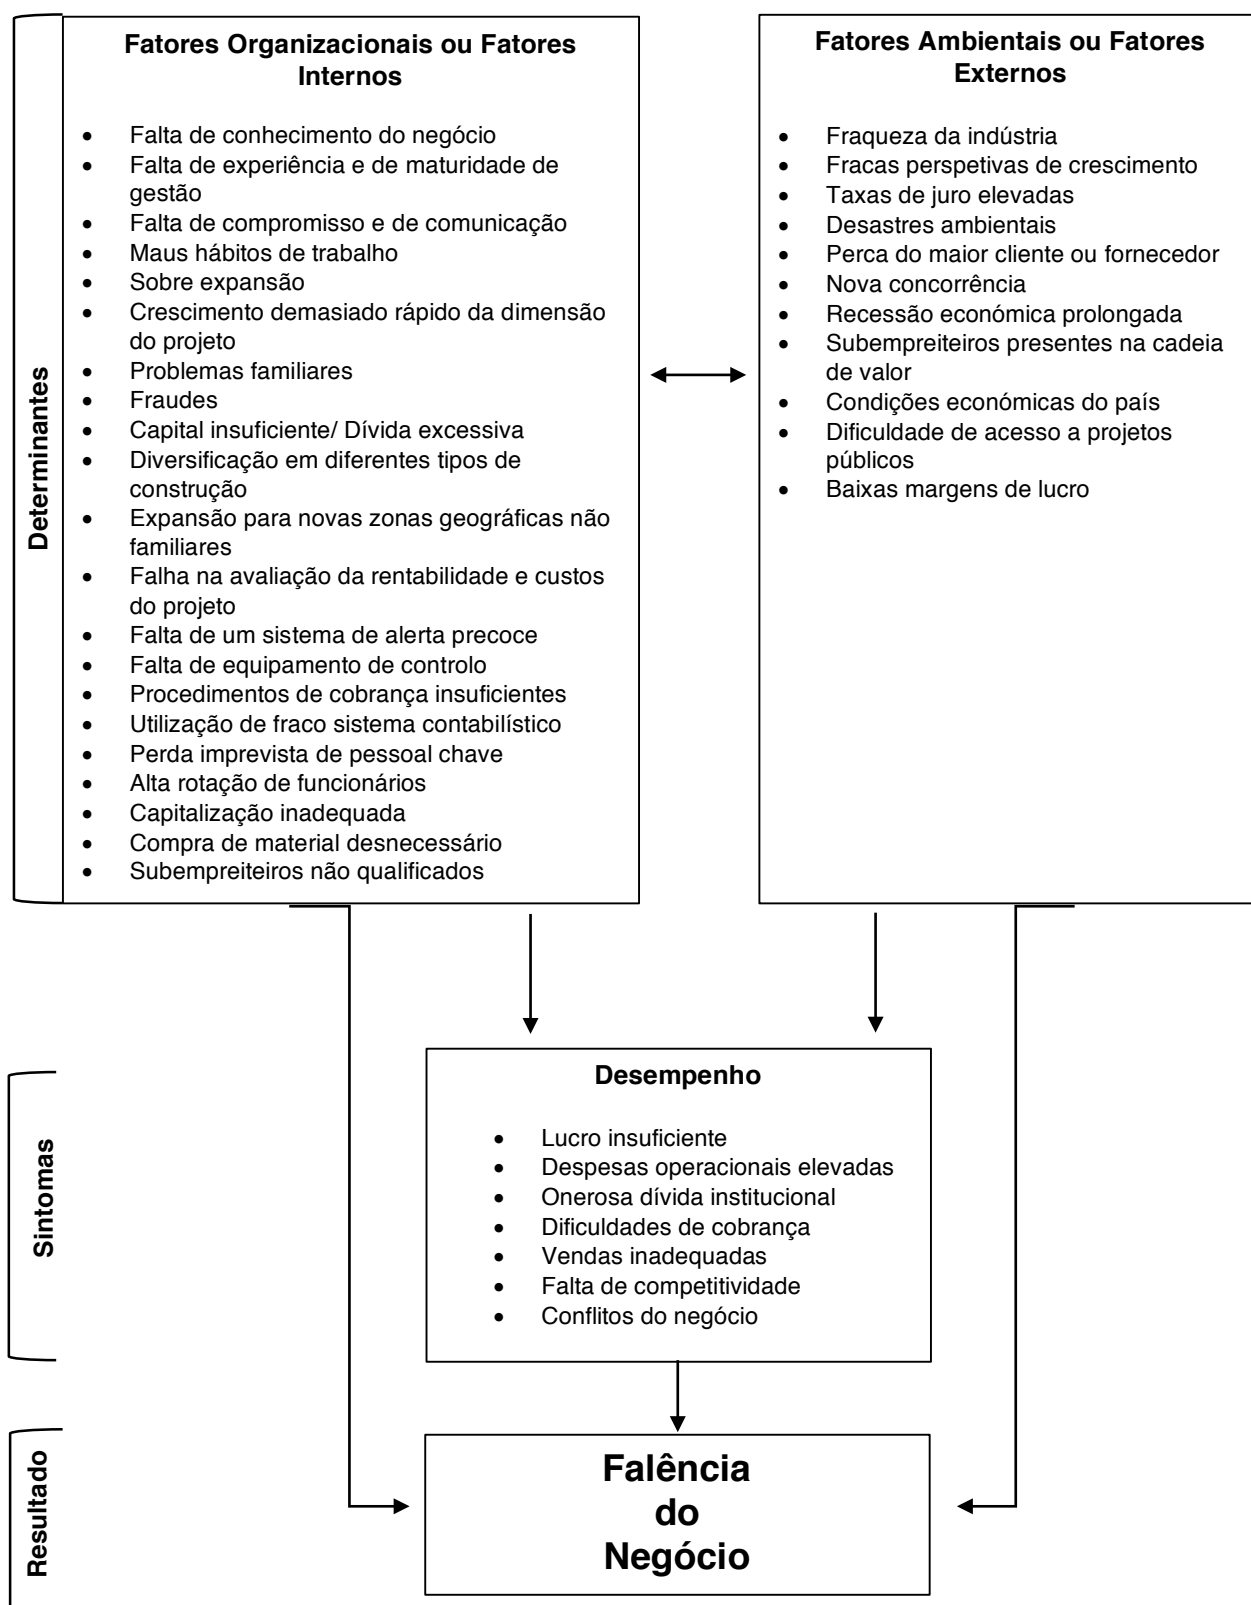 Determinantes
Fatores Organizacionais ou Fatores
Internos
• Falta de conhecimento do negócio
• Falta de experiência e de maturidade de
gestão
• Falta de compromisso e de comunicação
• Maus hábitos de trabalho
• Sobre expansão
• Crescimento demasiado rápido da dimensão
do projeto
• Problemas familiares
• Fraudes
• Capital insuficiente/ Dívida excessiva
• Diversificação em diferentes tipos de
construção
• Expansão para novas zonas geográficas não
familiares
• Falha na avaliação da rentabilidade e custos
do projeto
• Falta de um sistema de alerta precoce
• Falta de equipamento de controlo
• Procedimentos de cobrança insuficientes
• Utilização de fraco sistema contabilístico
• Perda imprevista de pessoal chave
• Alta rotação de funcionários
• Capitalização inadequada
• Compra de material desnecessário
• Subempreiteiros não qualificados
Fatores Ambientais ou Fatores
Externos
• Fraqueza da indústria
• Fracas perspetivas de crescimento
• Taxas de juro elevadas
• Desastres ambientais
• Perca do maior cliente ou fornecedor
• Nova concorrência
• Recessão económica prolongada
• Subempreiteiros presentes na cadeia
de valor
• Condições económicas do país
• Dificuldade de acesso a projetos
públicos
• Baixas margens de lucro
Sintomas
Desempenho
• Lucro insuficiente
• Despesas operacionais elevadas
• Onerosa dívida institucional
• Dificuldades de cobrança
• Vendas inadequadas
• Falta de competitividade
• Conflitos do negócio
Resultado
Falência
do
Negócio